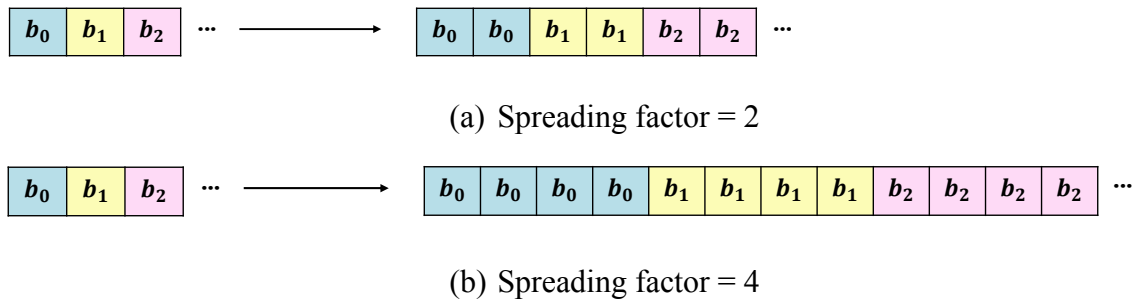 b₀ b₁ b₂ ... b₀ b₀ b₁ b₁ b₂ b₂ ...
(a) Spreading factor = 2
b₀ b₁ b₂ ... b₀ b₀ b₀ b₀ b₁ b₁ b₁ b₁ b₂ b₂ b₂ b₂ ...
(b) Spreading factor = 4